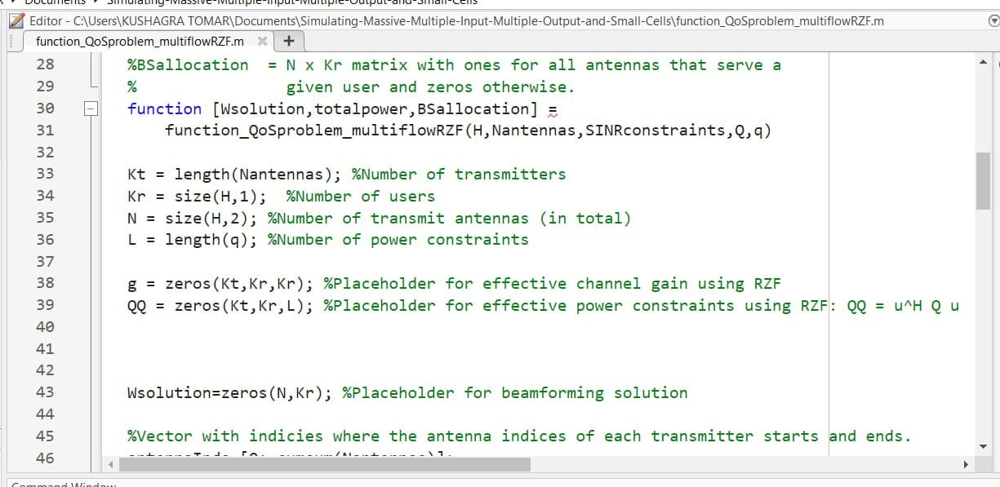 Documents ▸ Simulating-Massive-Multiple-Input-Multiple-Output-and-Small-Cells
Editor - C:\Users\KUSHAGRA TOMAR\Documents\Simulating-Massive-Multiple-Input-Multiple-Output-and-Small-Cells\function_QoSproblem_multiflowRZF.m
function_QoSproblem_multiflowRZF.m × +
28 %BSallocation = N x Kr matrix with ones for all antennas that serve a
29 % given user and zeros otherwise.
30 function [Wsolution,totalpower,BSallocation] =
31 function_QoSproblem_multiflowRZF(H,Nantennas,SINRconstraints,Q,q)
32
33 Kt = length(Nantennas); %Number of transmitters
34 Kr = size(H,1); %Number of users
35 N = size(H,2); %Number of transmit antennas (in total)
36 L = length(q); %Number of power constraints
37
38 g = zeros(Kt,Kr,Kr); %Placeholder for effective channel gain using RZF
39 QQ = zeros(Kt,Kr,L); %Placeholder for effective power constraints using RZF: QQ = u^H Q u
40
41
42
43 Wsolution=zeros(N,Kr); %Placeholder for beamforming solution
44
45 %Vector with indicies where the antenna indices of each transmitter starts and ends.
46
Command Window